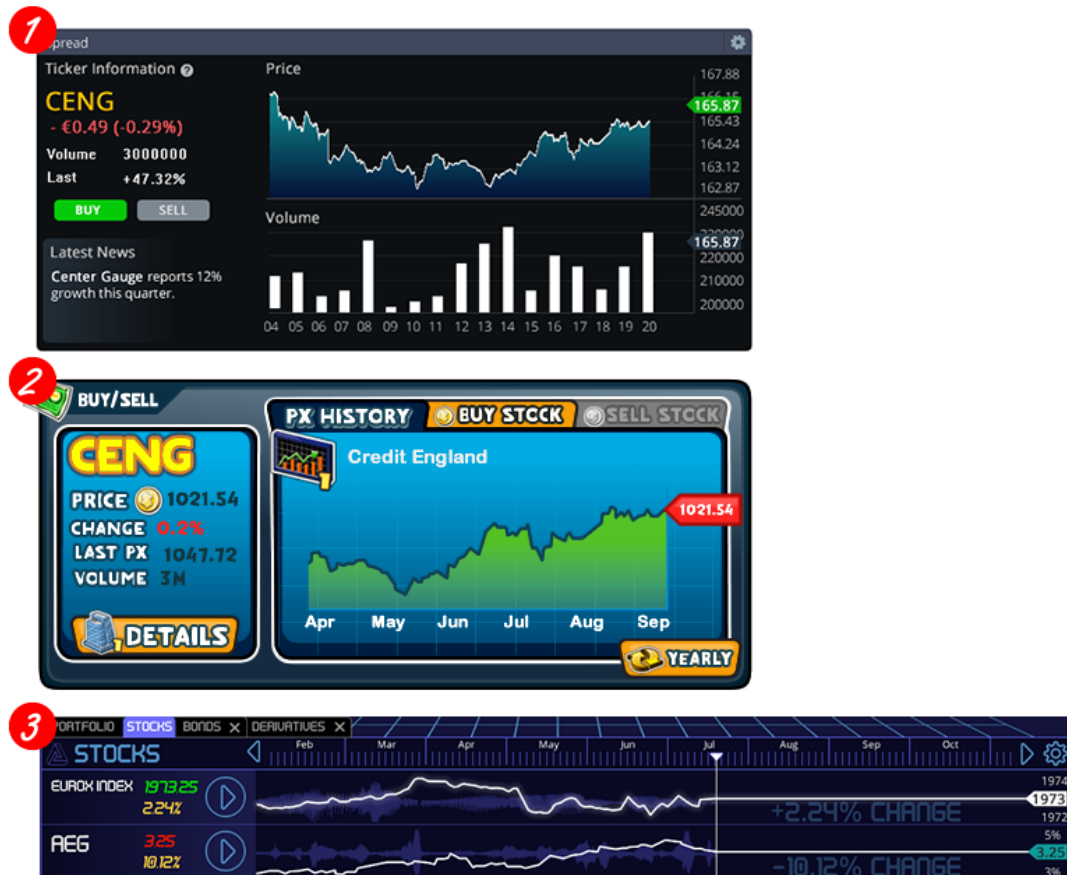 1
Spread
Ticker Information ?
Price
CENG
- €0.49 (-0.29%)
Volume 3000000
Last +47.32%
BUY SELL
167.88
166.15
165.87
165.43
164.24
163.12
162.87
Latest News
Center Gauge reports 12%
growth this quarter.
Volume
245000
165.87
220000
210000
200000
04 05 06 07 08 09 10 11 12 13 14 15 16 17 18 19 20
2
BUY/SELL
PX HISTORY BUY STOCK SELL STOCK
CENG
PRICE 1021.54
CHANGE 0.2%
LAST PX 1047.72
VOLUME 3M
DETAILS
Credit England
1021.54
Apr May Jun Jul Aug Sep
YEARLY
3
PORTFOLIO STOCKS BONDS X DERIVATIVES X
STOCKS
Feb Mar Apr May Jun Jul Aug Sep Oct
EUROX INDEX 1973.25
2.24%
+2.24% CHANGE
1974
1973
1972
AEG 3.25
10.12%
-10.12% CHANGE
5%
3.25
3%